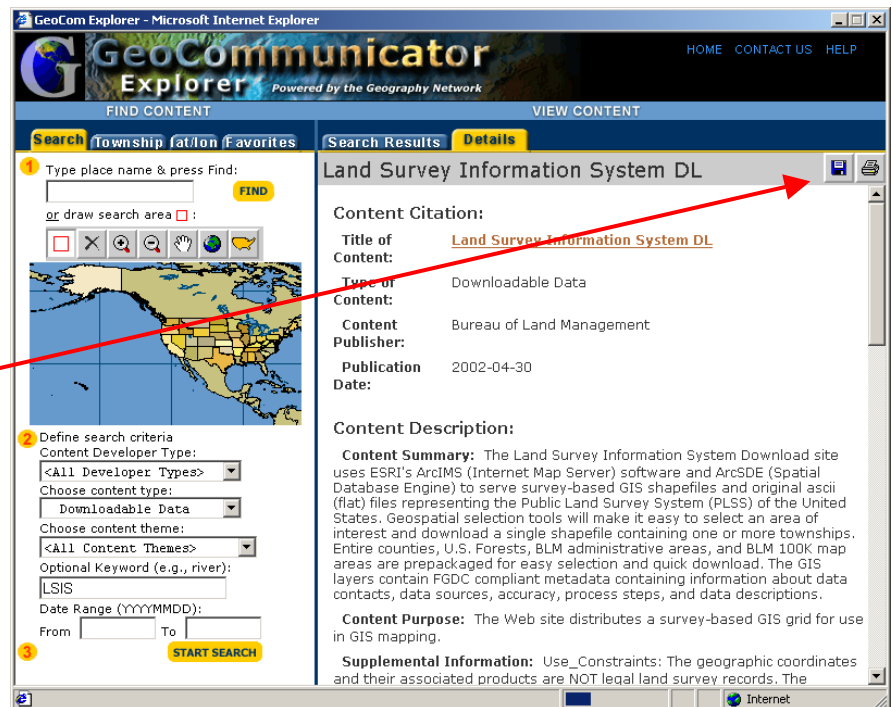 GeoCom Explorer - Microsoft Internet Explorer
GeoCommunicator
Explorer Powered by the Geography Network
HOME CONTACT US HELP
FIND CONTENT
VIEW CONTENT
Search Township lat/lon Favorites
Search Results Details
1 Type place name & press Find:
FIND
or draw search area :
2 Define search criteria
Content Developer Type:
<All Developer Types>
Choose content type:
Downloadable Data
Choose content theme:
<All Content Themes>
Optional Keyword (e.g., river):
LSIS
Date Range (YYYYMMDD):
From To
3 START SEARCH
Land Survey Information System DL
Content Citation:
Title of Content: Land Survey Information System DL
Type of Content: Downloadable Data
Content Publisher: Bureau of Land Management
Publication Date: 2002-04-30
Content Description:
Content Summary: The Land Survey Information System Download site
uses ESRI's ArcIMS (Internet Map Server) software and ArcSDE (Spatial
Database Engine) to serve survey-based GIS shapefiles and original ascii
(flat) files representing the Public Land Survey System (PLSS) of the United
States. Geospatial selection tools will make it easy to select an area of
interest and download a single shapefile containing one or more townships.
Entire counties, U.S. Forests, BLM administrative areas, and BLM 100K map
areas are prepackaged for easy selection and quick download. The GIS
layers contain FGDC compliant metadata containing information about data
contacts, data sources, accuracy, process steps, and data descriptions.
Content Purpose: The Web site distributes a survey-based GIS grid for use
in GIS mapping.
Supplemental Information: Use_Constraints: The geographic coordinates
and their associated products are NOT legal land survey records. The
Internet